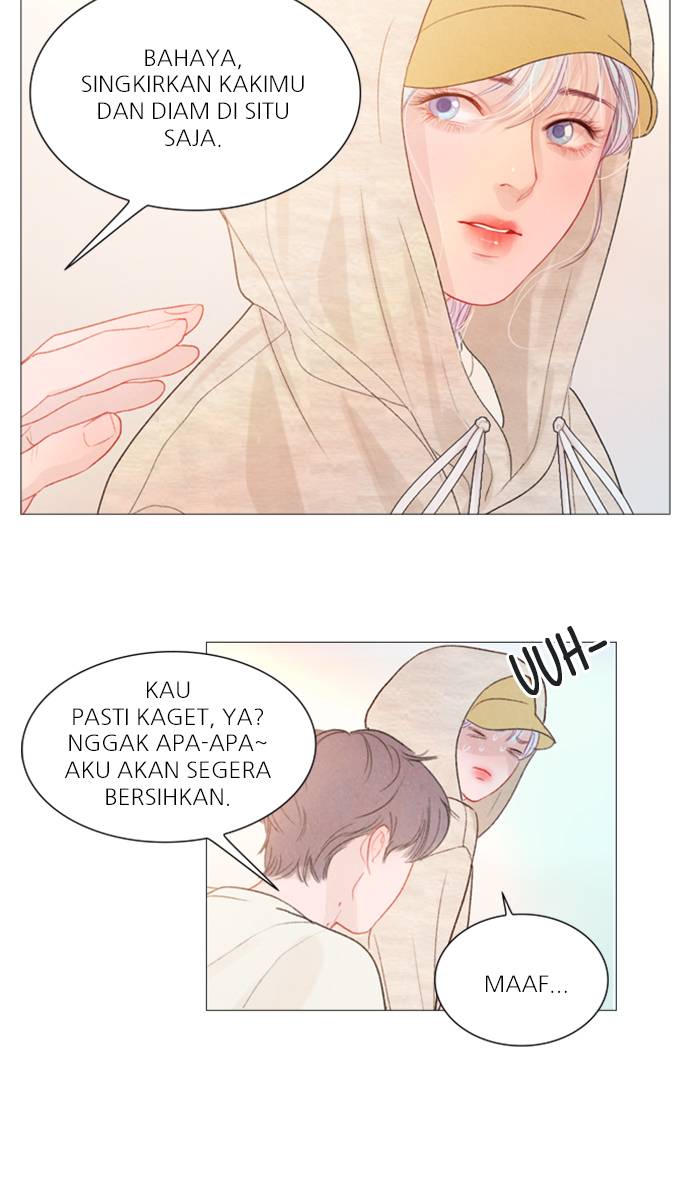 BAHAYA,
SINGKIRKAN KAKIMU
DAN DIAM DI SITU
SAJA.
UUH~
KAU
PASTI KAGET, YA?
NGGAK APA-APA~
AKU AKAN SEGERA
BERSIHKAN.
MAAF...